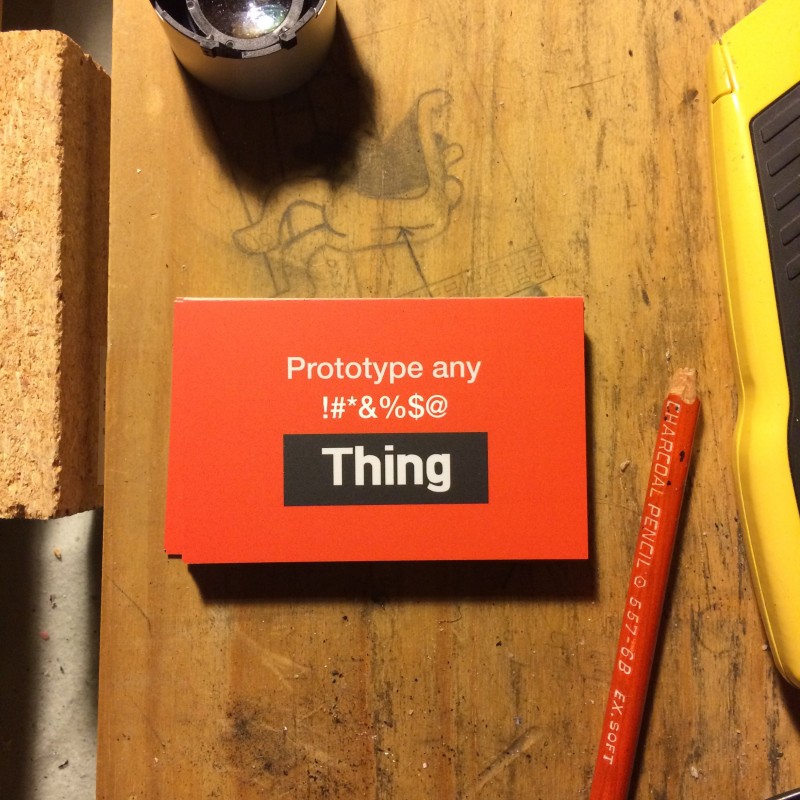 Prototype any
!#*&%$@
Thing
CHARCOAL PENCIL 557-6B EX.SOFT